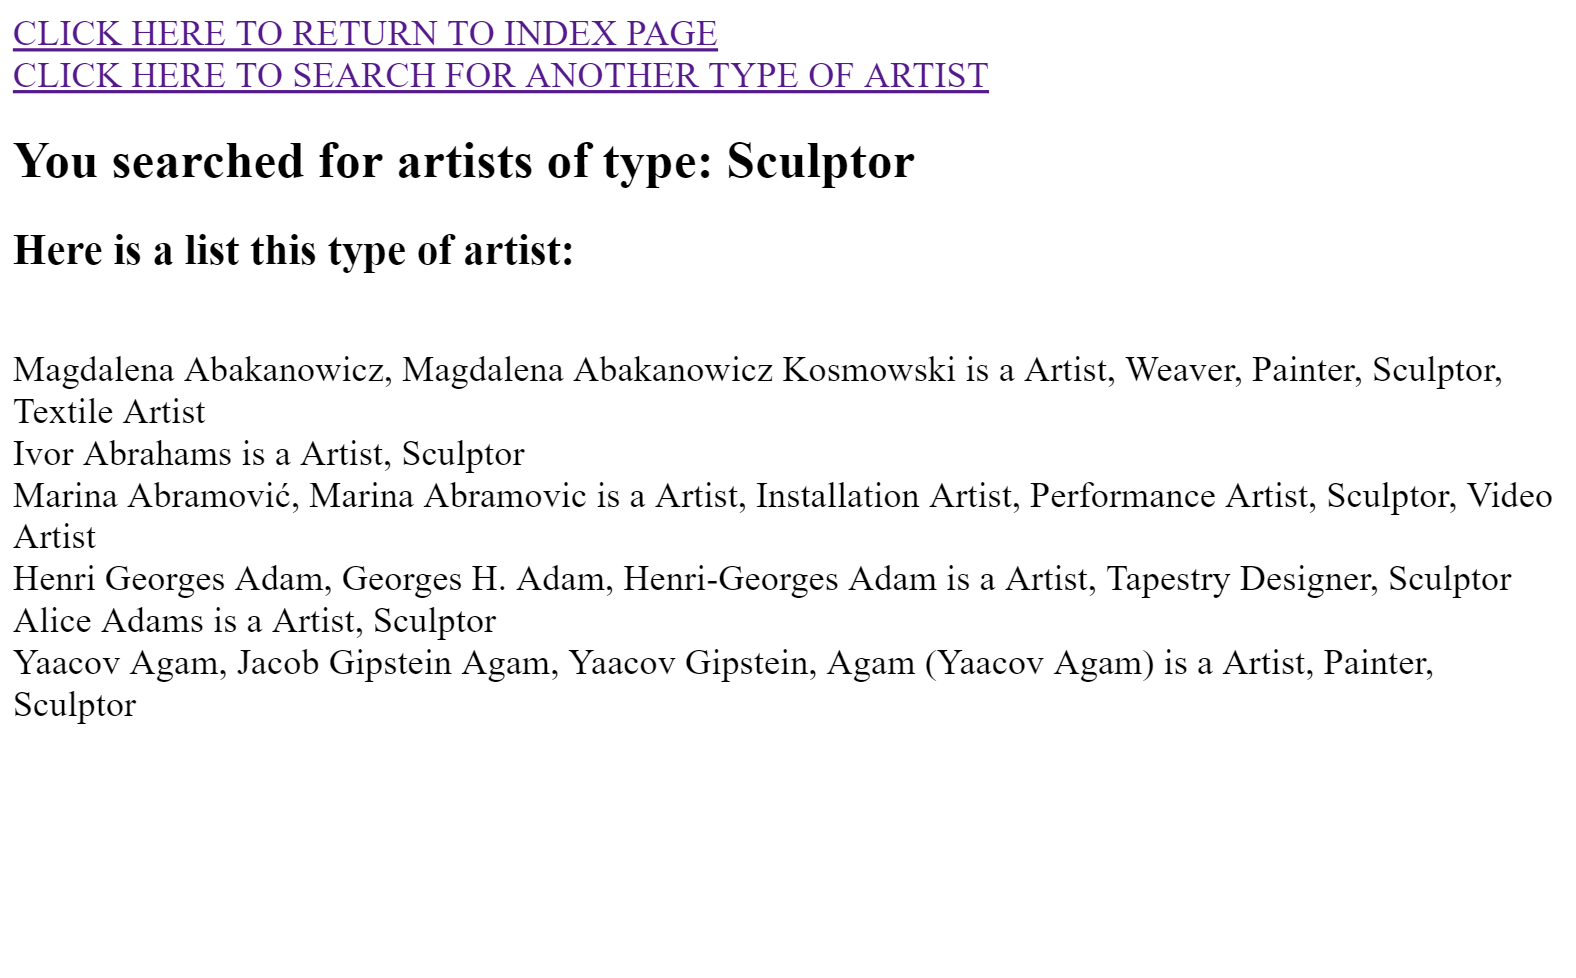 CLICK HERE TO RETURN TO INDEX PAGE
CLICK HERE TO SEARCH FOR ANOTHER TYPE OF ARTIST
You searched for artists of type: Sculptor
Here is a list this type of artist:
Magdalena Abakanowicz, Magdalena Abakanowicz Kosmowski is a Artist, Weaver, Painter, Sculptor,
Textile Artist
Ivor Abrahams is a Artist, Sculptor
Marina Abramović, Marina Abramovic is a Artist, Installation Artist, Performance Artist, Sculptor, Video
Artist
Henri Georges Adam, Georges H. Adam, Henri-Georges Adam is a Artist, Tapestry Designer, Sculptor
Alice Adams is a Artist, Sculptor
Yaacov Agam, Jacob Gipstein Agam, Yaacov Gipstein, Agam (Yaacov Agam) is a Artist, Painter,
Sculptor